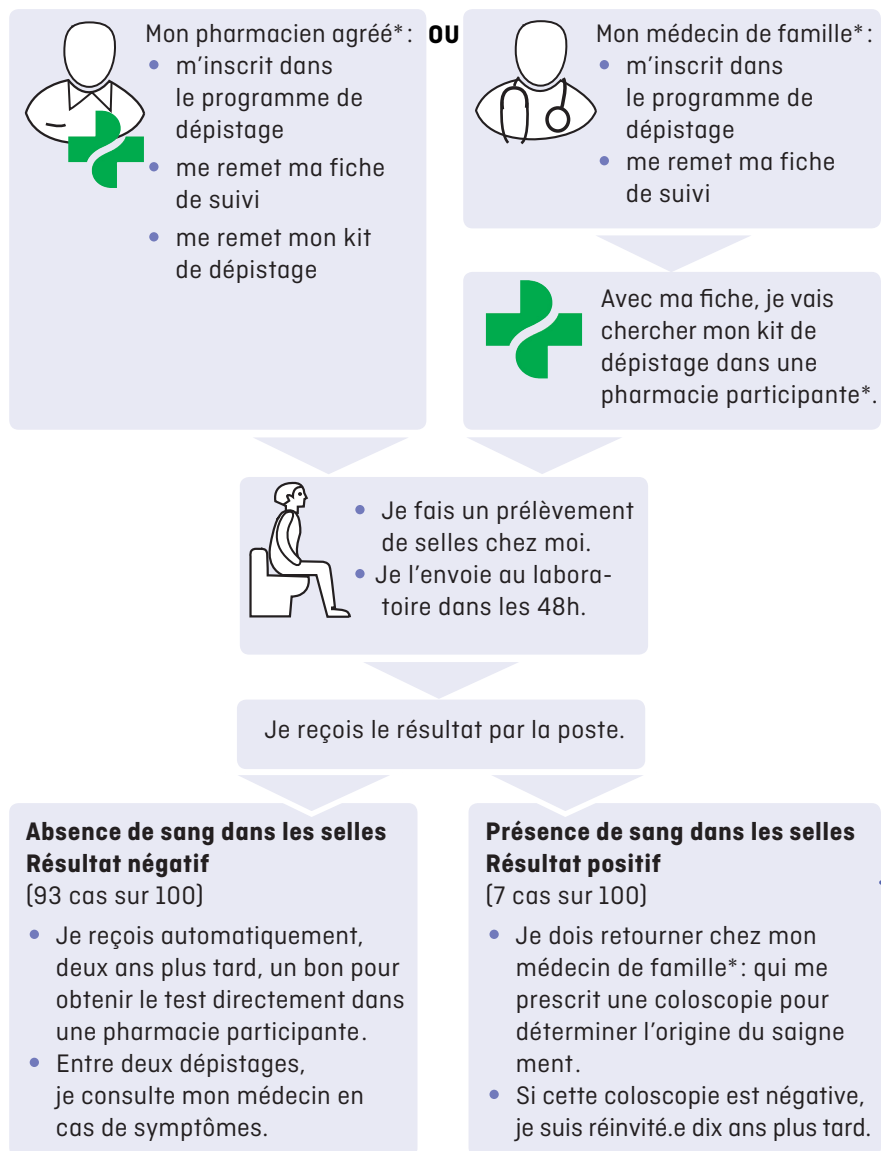 Mon pharmacien agréé*:
• m'inscrit dans
le programme de
dépistage
• me remet ma fiche
de suivi
• me remet mon kit
de dépistage
OU
Mon médecin de famille*:
• m'inscrit dans
le programme de
dépistage
• me remet ma fiche
de suivi
Avec ma fiche, je vais
chercher mon kit de
dépistage dans une
pharmacie participante*.
• Je fais un prélèvement
de selles chez moi.
• Je l'envoie au labora-
toire dans les 48h.
Je reçois le résultat par la poste.
Absence de sang dans les selles
Résultat négatif
(93 cas sur 100)
• Je reçois automatiquement,
deux ans plus tard, un bon pour
obtenir le test directement dans
une pharmacie participante.
• Entre deux dépistages,
je consulte mon médecin en
cas de symptômes.
Présence de sang dans les selles
Résultat positif
(7 cas sur 100)
• Je dois retourner chez mon
médecin de famille*: qui me
prescrit une coloscopie pour
déterminer l'origine du saigne
ment.
• Si cette coloscopie est négative,
je suis réinvité.e dix ans plus tard.